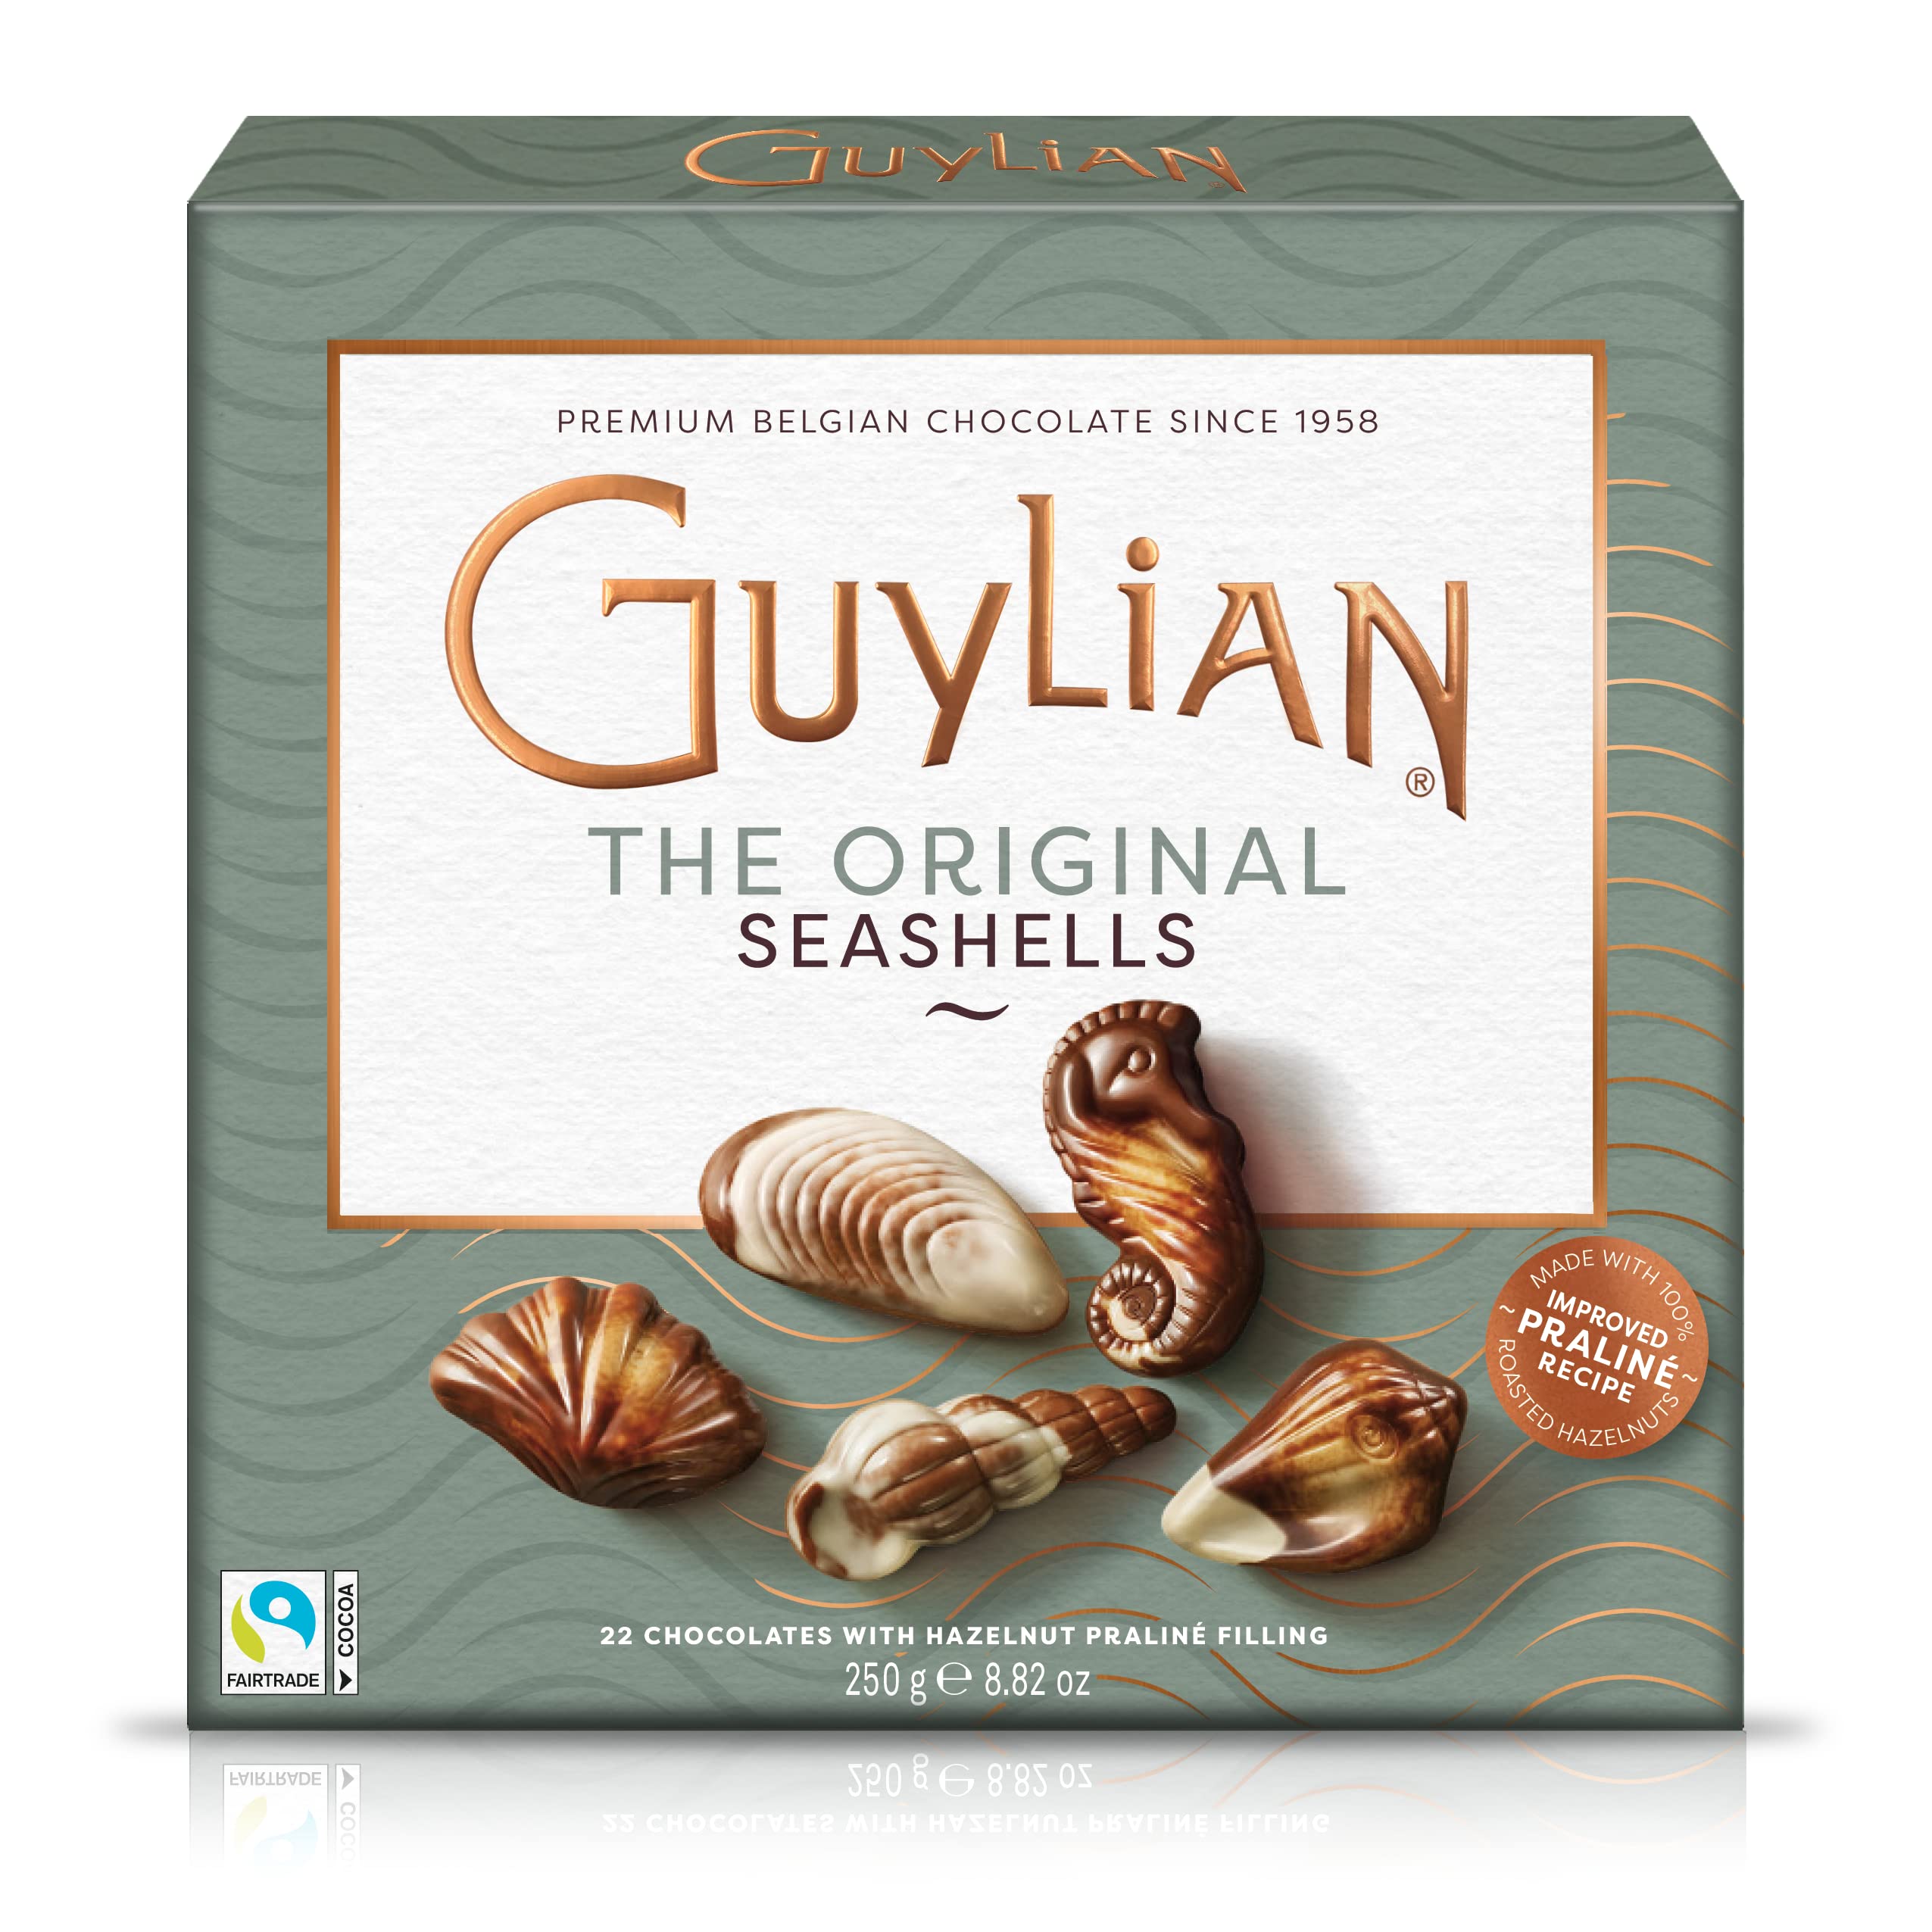 GUYLiAN
PREMIUM BELGIAN CHOCOLATE SINCE 1958
GUYLiAN
®
THE ORIGINAL
SEASHELLS
MADE WITH 100%
IMPROVED
~ PRALINÉ ~
RECIPE
ROASTED HAZELNUTS
FAIRTRADE
COCOA
22 CHOCOLATES WITH HAZELNUT PRALINÉ FILLING
250 g ℮ 8.82 oz